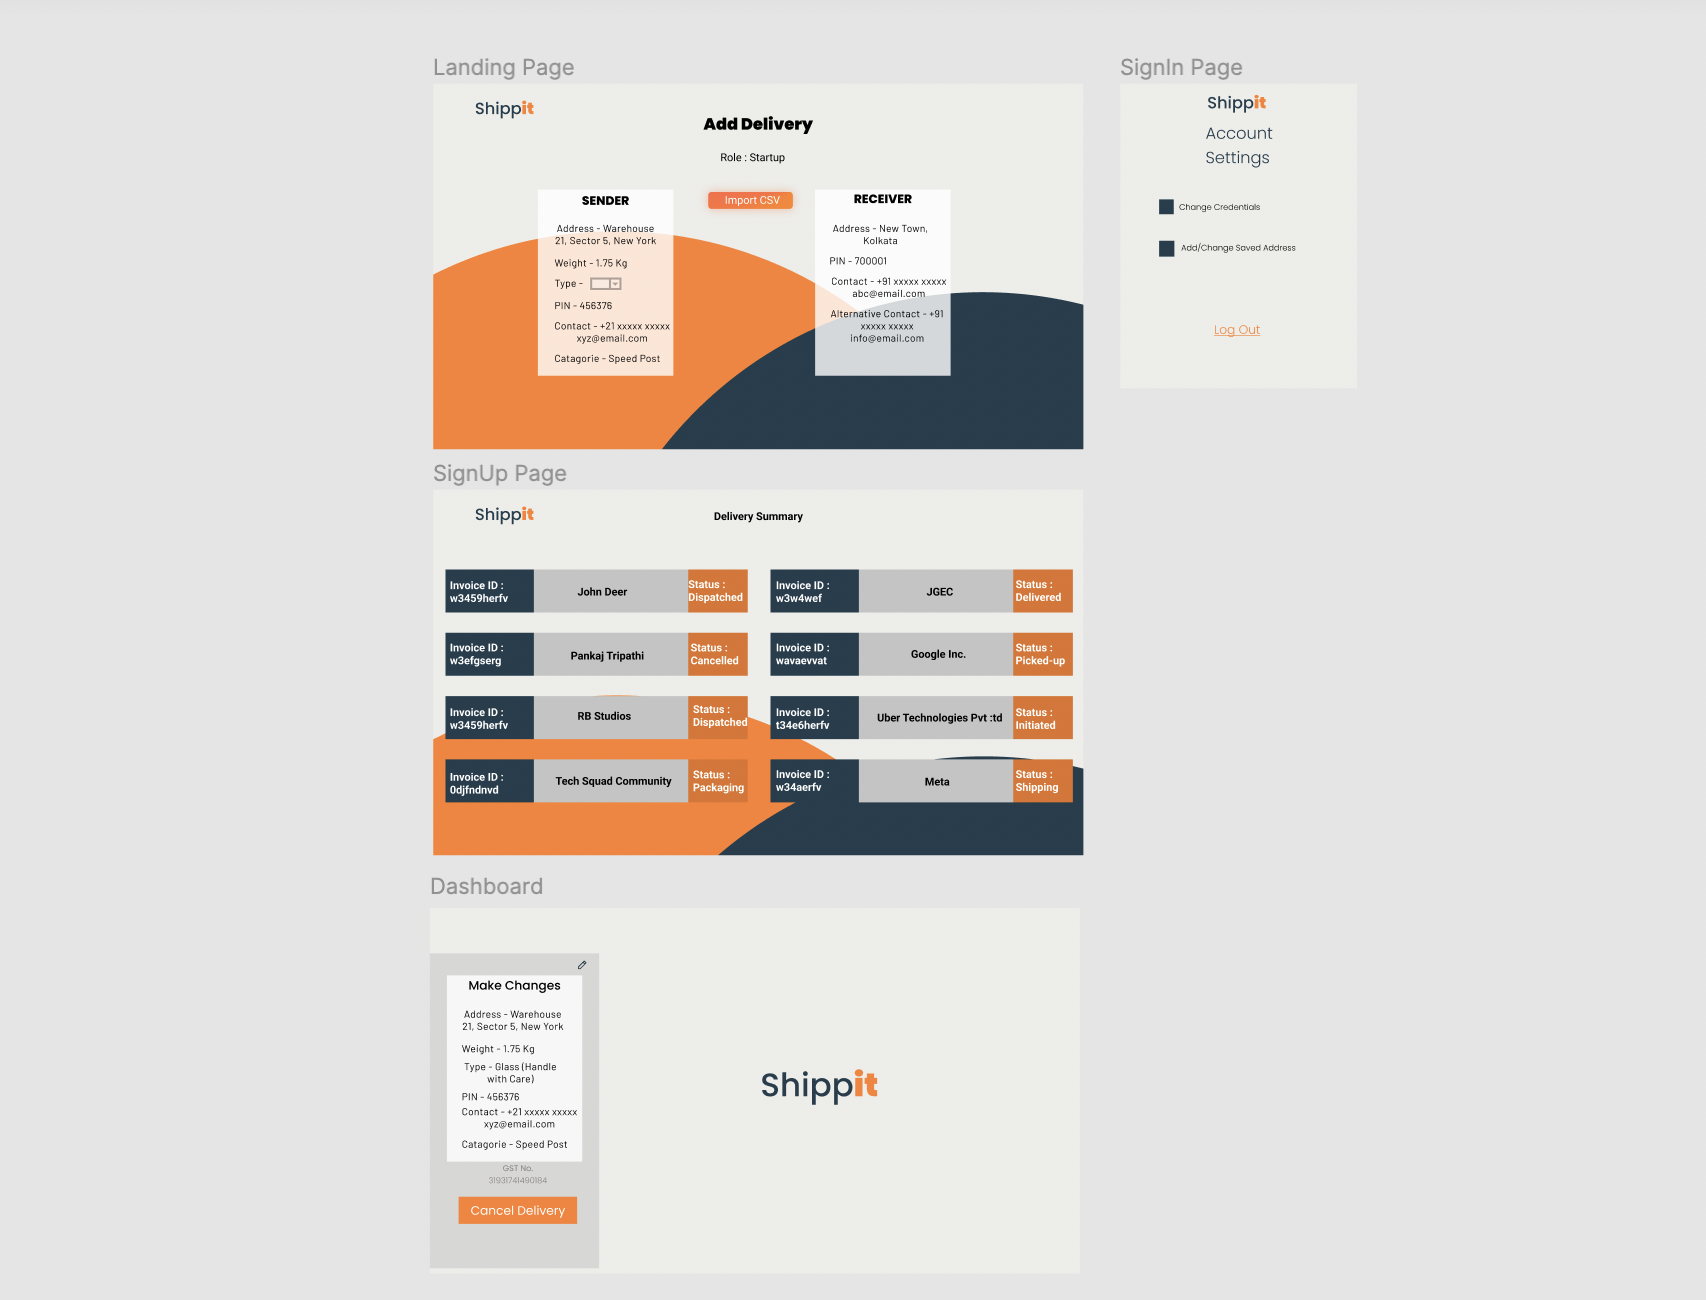 Landing Page
Shippit
Add Delivery
Role : Startup
SENDER
Address - Warehouse
21, Sector 5, New York
Weight - 1.75 Kg
Type -
PIN - 456376
Contact - +21 xxxxx xxxxx
xyz@email.com
Catagorie - Speed Post
Import CSV
RECEIVER
Address - New Town,
Kolkata
PIN - 700001
Contact - +91 xxxxx xxxxx
abc@email.com
Alternative Contact - +91
xxxxx xxxxx
info@email.com
SignIn Page
Shippit
Account
Settings
Change Credentials
Add/Change Saved Address
Log Out
SignUp Page
Shippit
Delivery Summary
Invoice ID :
w3459herfv
John Deer
Status :
Dispatched
Invoice ID :
w3w4wef
JGEC
Status :
Delivered
Invoice ID :
w3efgserg
Pankaj Tripathi
Status :
Cancelled
Invoice ID :
wavaevvat
Google Inc.
Status :
Picked-up
Invoice ID :
w3459herfv
RB Studios
Status :
Dispatched
Invoice ID :
t34e6herfv
Uber Technologies Pvt :td
Status :
Initiated
Invoice ID :
0djfndnvd
Tech Squad Community
Status :
Packaging
Invoice ID :
w34aerfv
Meta
Status :
Shipping
Dashboard
Make Changes
Address - Warehouse
21, Sector 5, New York
Weight - 1.75 Kg
Type - Glass (Handle
with Care)
PIN - 456376
Contact - +21 xxxxx xxxxx
xyz@email.com
Catagorie - Speed Post
GST No.
31931741490184
Cancel Delivery
Shippit